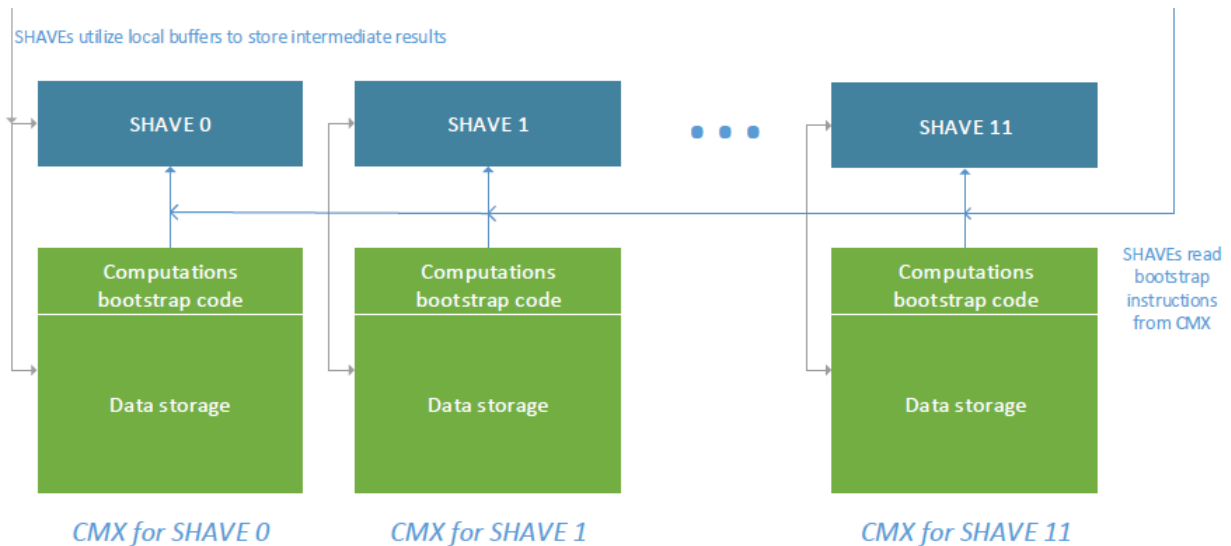 SHAVEs utilize local buffers to store intermediate results
SHAVE 0
SHAVE 1
SHAVE 11
Computations
bootstrap code
Computations
bootstrap code
Computations
bootstrap code
SHAVEs read
bootstrap
instructions
from CMX
Data storage
Data storage
Data storage
CMX for SHAVE 0
CMX for SHAVE 1
CMX for SHAVE 11